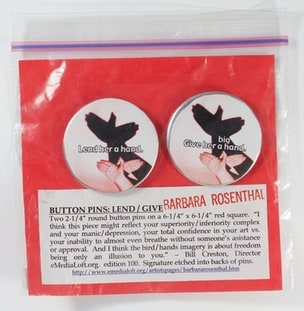 Lend her a hand.
big
Give her a hand.
BARBARA ROSENTHAL
BUTTON PINS: LEND / GIVE
Two 2-1/4" round button pins on a 6-1/4" x 6-1/4" red square. "I
think this piece might reflect your superiority/inferiority complex
and your manic/depression, your total confidence in your art vs.
your inability to almost even breathe without someone's asistance
or approval. And I think the bird/hands imagery is about freedom
being only an illusion to you." – Bill Creston, Director
eMediaLoft.org. edition 100. Signature etched into backs of pins.
http://www.emedialoft.org/artistspages/barbararosenthal.htm